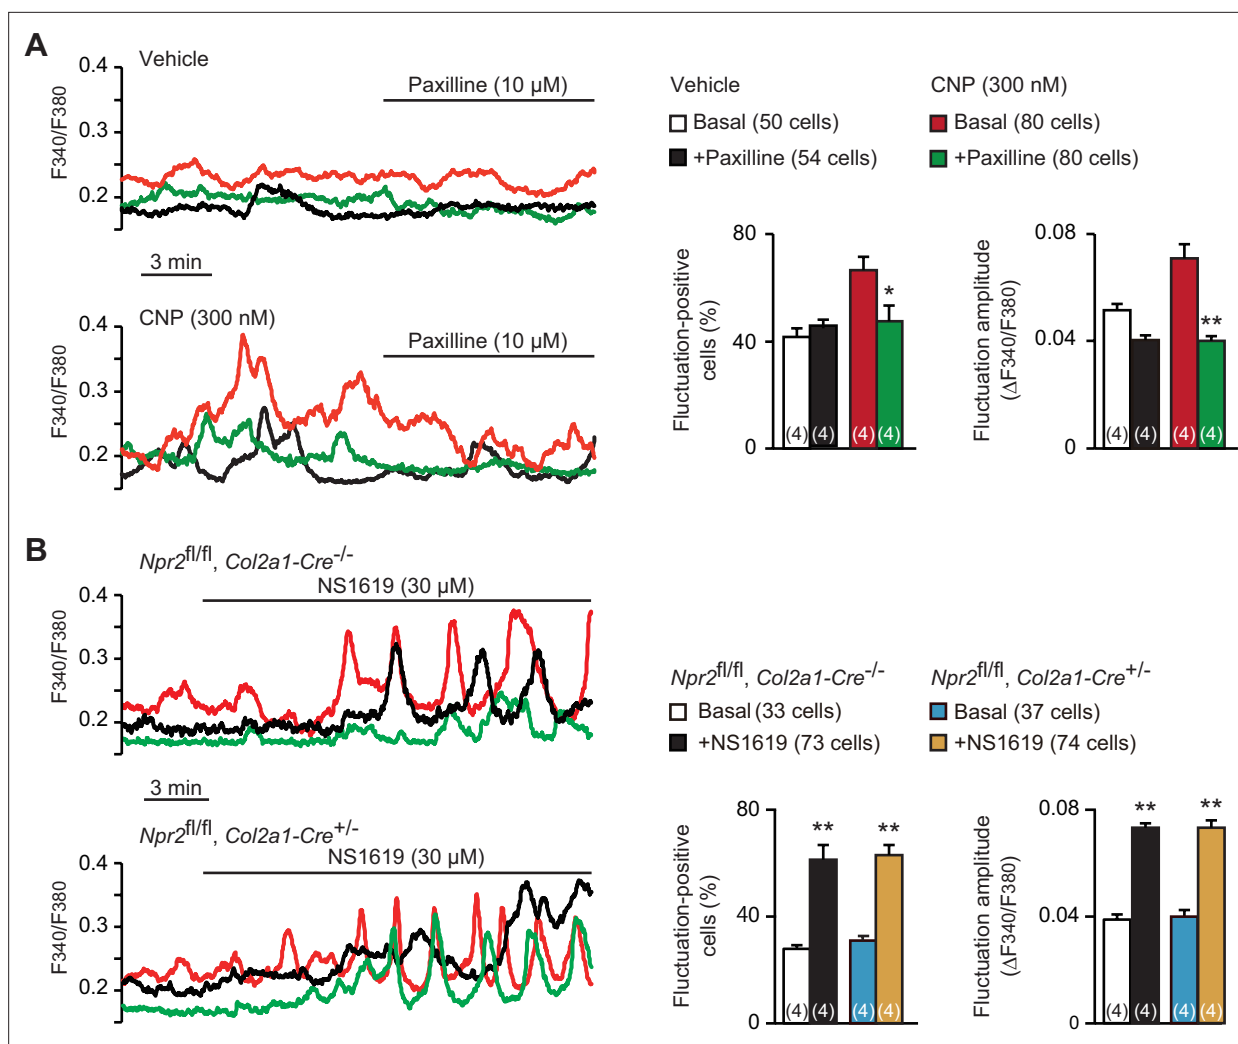 A
Vehicle
Paxilline (10 µM)
F340/F380
0.4
0.3
0.2
3 min
CNP (300 nM)
Paxilline (10 µM)
F340/F380
0.4
0.3
0.2
Vehicle
Basal (50 cells)
+Paxilline (54 cells)
CNP (300 nM)
Basal (80 cells)
+Paxilline (80 cells)
Fluctuation-positive
cells (%)
80
40
0
*
(4) (4) (4) (4)
Fluctuation amplitude
(ΔF340/F380)
0.08
0.04
0
**
(4) (4) (4) (4)
B
Npr2fl/fl, Col2a1-Cre-/-
NS1619 (30 µM)
F340/F380
0.4
0.3
0.2
3 min
Npr2fl/fl, Col2a1-Cre+/-
NS1619 (30 µM)
F340/F380
0.4
0.3
0.2
Npr2fl/fl, Col2a1-Cre-/-
Basal (33 cells)
+NS1619 (73 cells)
Npr2fl/fl, Col2a1-Cre+/-
Basal (37 cells)
+NS1619 (74 cells)
Fluctuation-positive
cells (%)
80
40
0
** **
(4) (4) (4) (4)
Fluctuation amplitude
(ΔF340/F380)
0.08
0.04
0
** **
(4) (4) (4) (4)